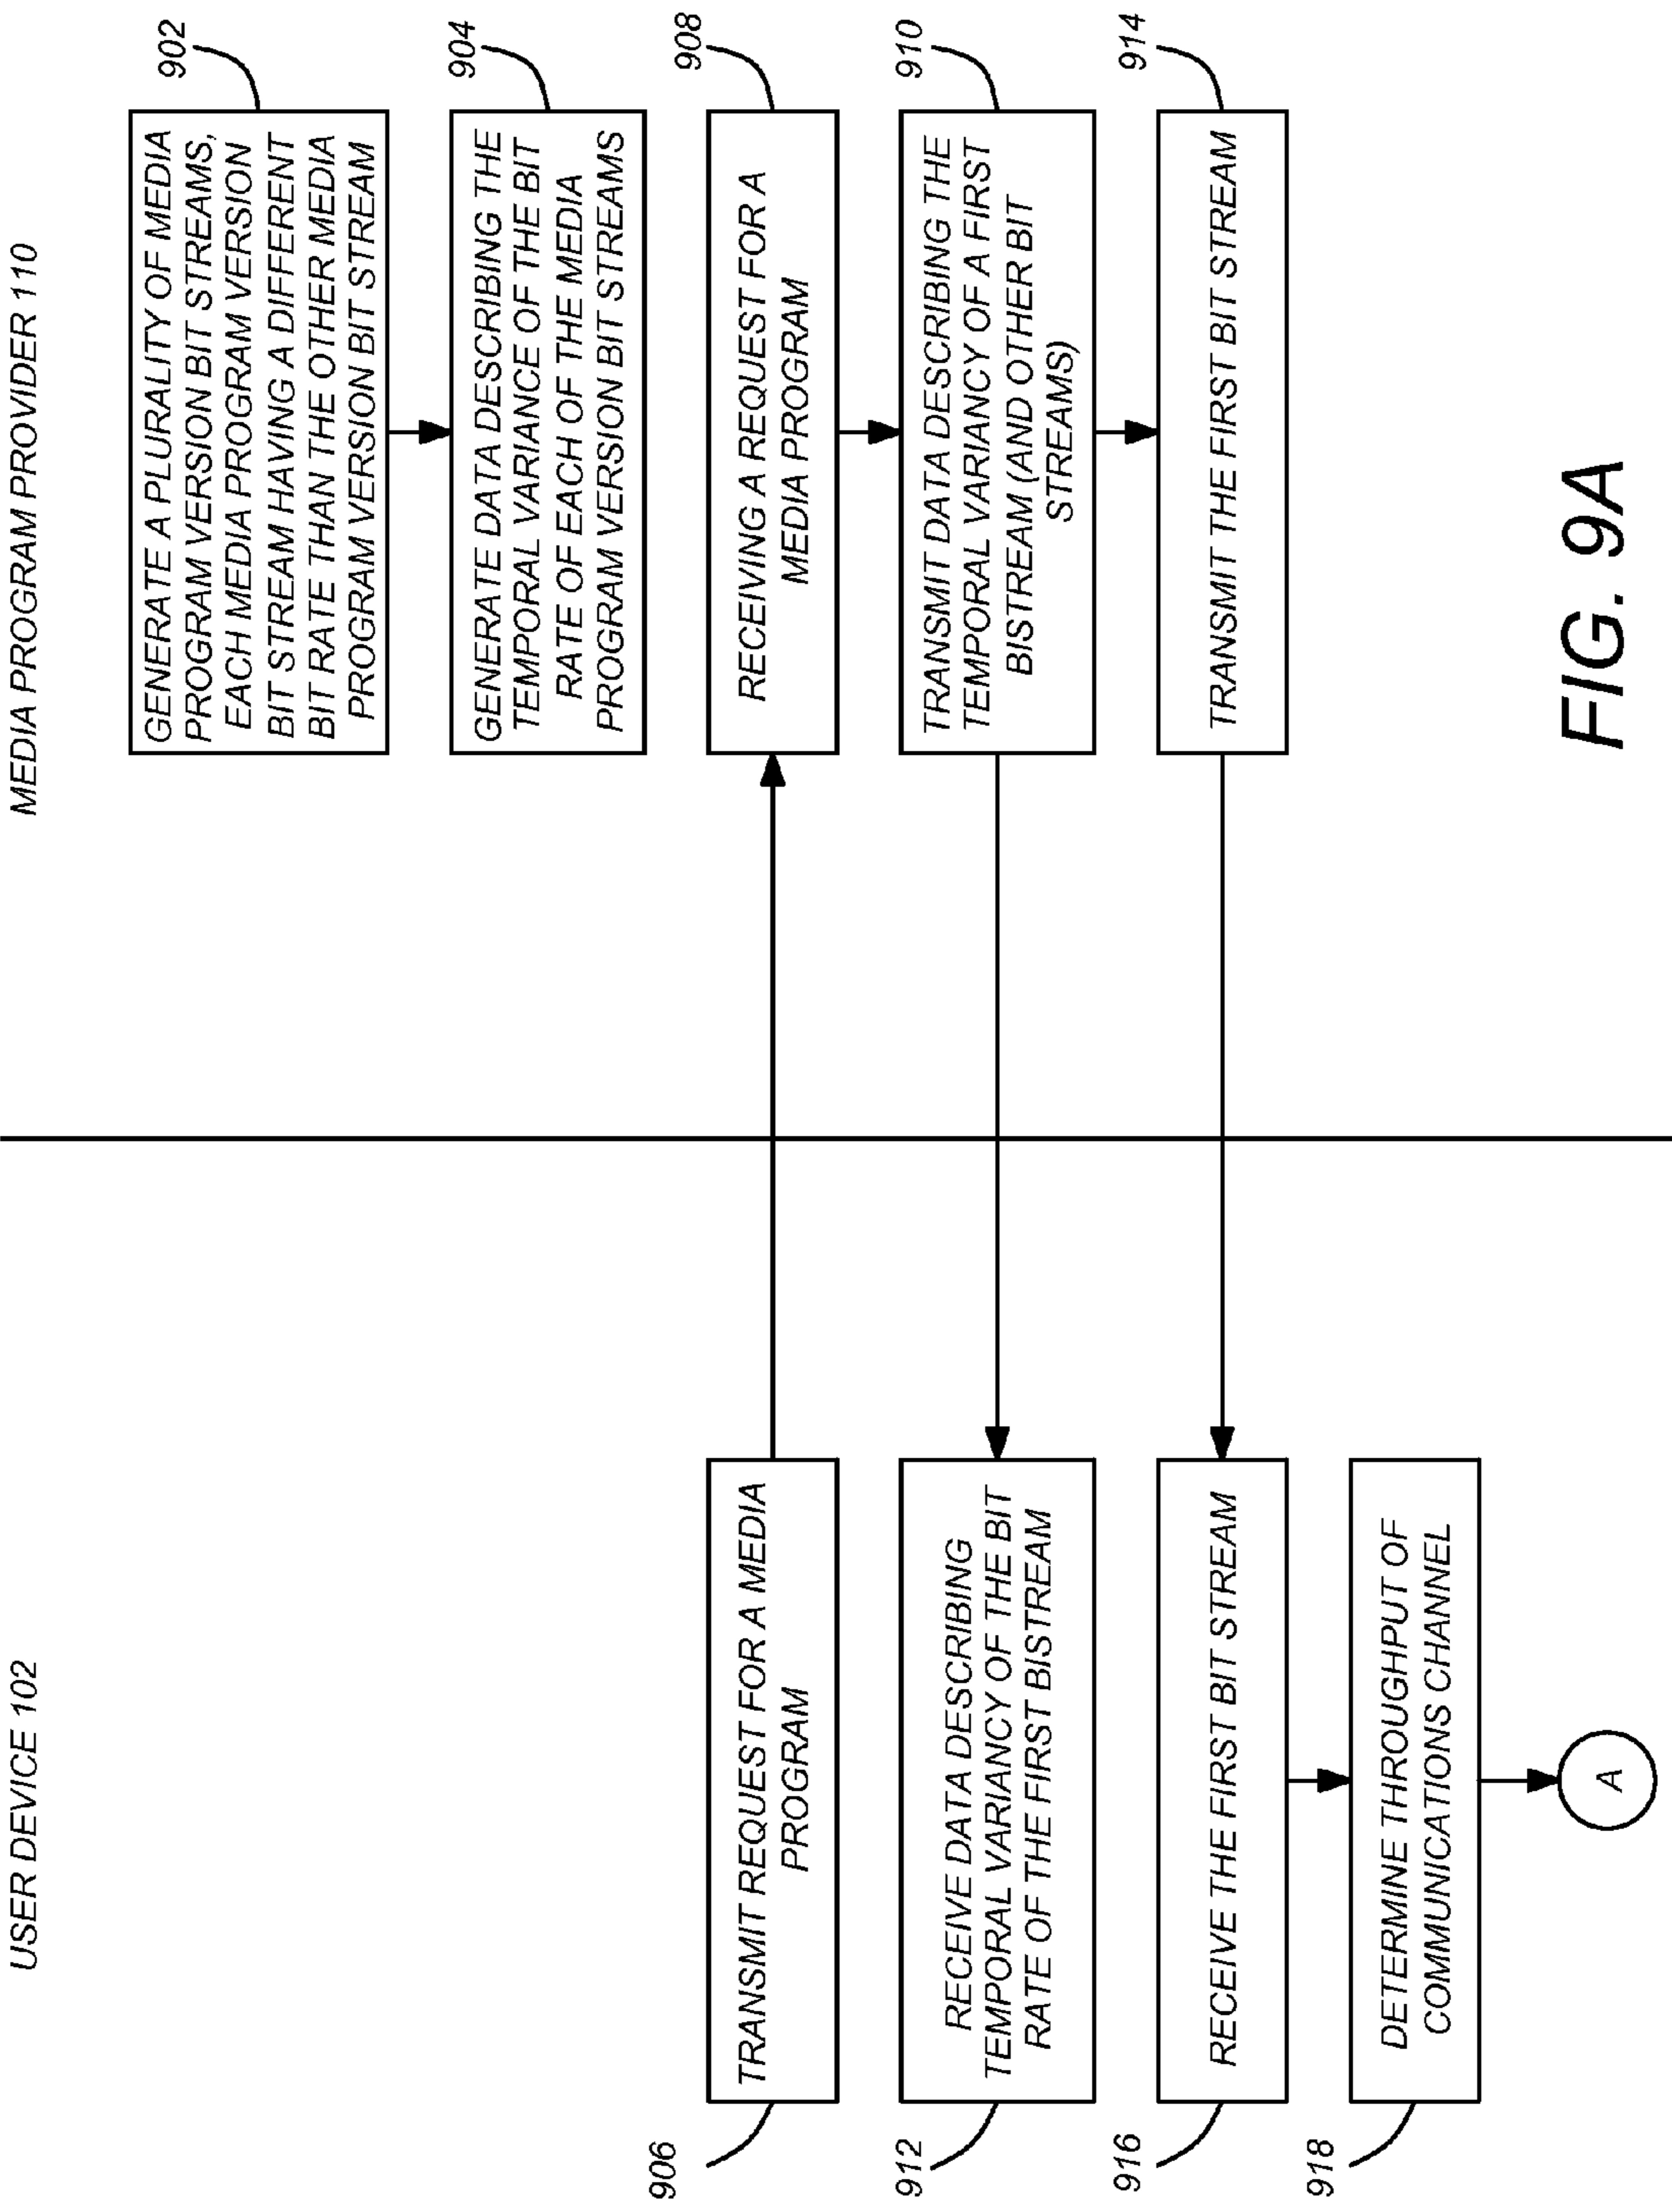 USER DEVICE 102
MEDIA PROGRAM PROVIDER 110
GENERATE A PLURALITY OF MEDIA
PROGRAM VERSION BIT STREAMS,
EACH MEDIA PROGRAM VERSION
BIT STREAM HAVING A DIFFERENT
BIT RATE THAN THE OTHER MEDIA
PROGRAM VERSION BIT STREAM
902
GENERATE DATA DESCRIBING THE
TEMPORAL VARIANCE OF THE BIT
RATE OF EACH OF THE MEDIA
PROGRAM VERSION BIT STREAMS
904
906
TRANSMIT REQUEST FOR A MEDIA
PROGRAM
RECEIVING A REQUEST FOR A
MEDIA PROGRAM
908
912
RECEIVE DATA DESCRIBING
TEMPORAL VARIANCY OF THE BIT
RATE OF THE FIRST BISTREAM
TRANSMIT DATA DESCRIBING THE
TEMPORAL VARIANCY OF A FIRST
BISTREAM (AND OTHER BIT
STREAMS)
910
916
RECEIVE THE FIRST BIT STREAM
TRANSMIT THE FIRST BIT STREAM
914
918
DETERMINE THROUGHPUT OF
COMMUNICATIONS CHANNEL
A
FIG. 9A